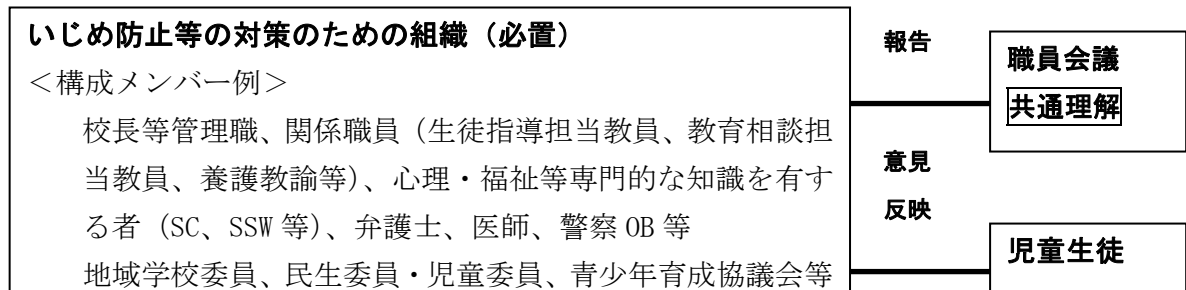 いじめ防止等の対策のための組織（必置）
＜構成メンバー例＞
校長等管理職、関係職員（生徒指導担当教員、教育相談担
当教員、養護教諭等）、心理・福祉等専門的な知識を有す
る者（SC、SSW 等）、弁護士、医師、警察 OB 等
地域学校委員、民生委員・児童委員、青少年育成協議会等
報告
意見
反映
職員会議
共通理解
児童生徒